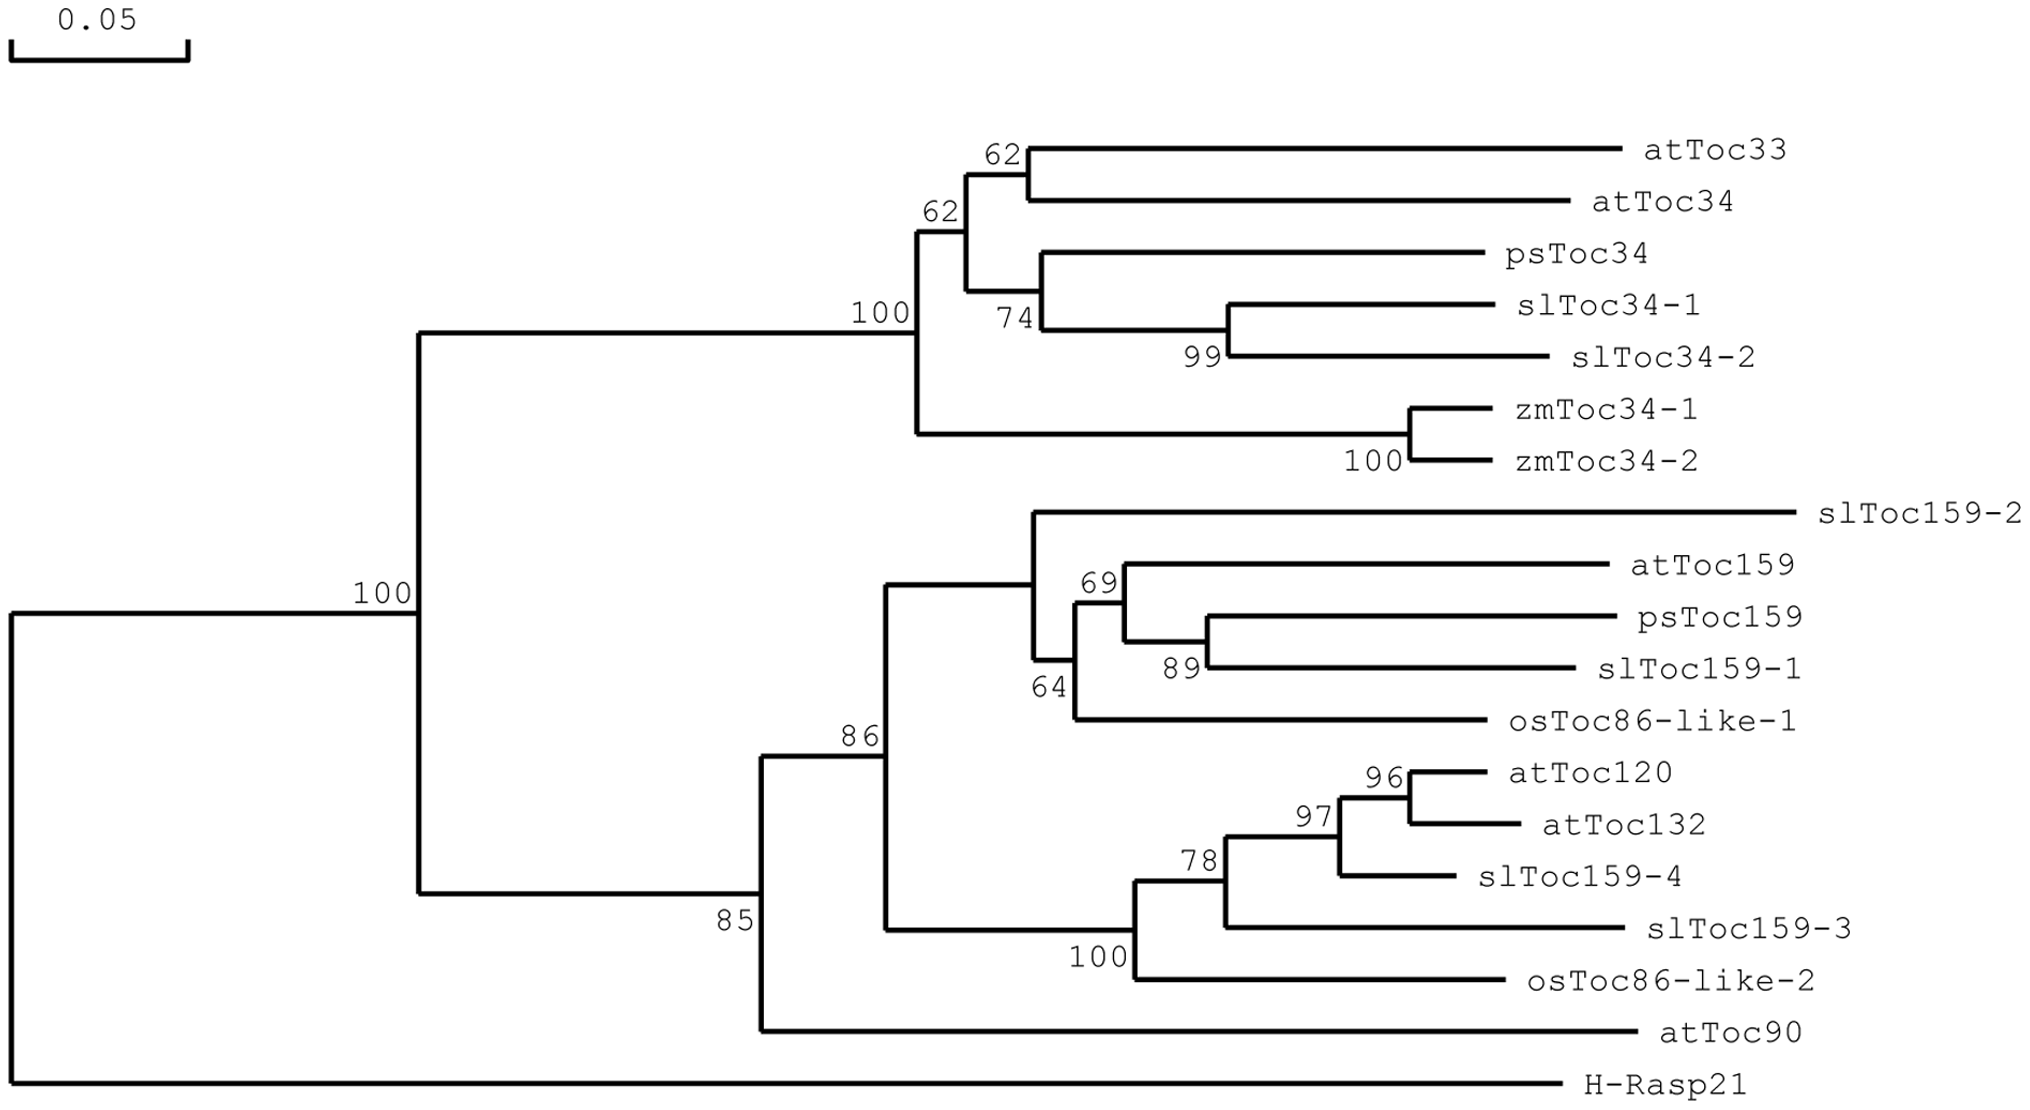 0.05
62 atToc33
atToc34
62
psToc34
100
slToc34-1
74
99 slToc34-2
zmToc34-1
100 zmToc34-2
slToc159-2
atToc159
69
100
psToc159
89 slToc159-1
64
osToc86-like-1
86
96 atToc120
97
atToc132
78
slToc159-4
85
slToc159-3
100
osToc86-like-2
atToc90
H-Rasp21